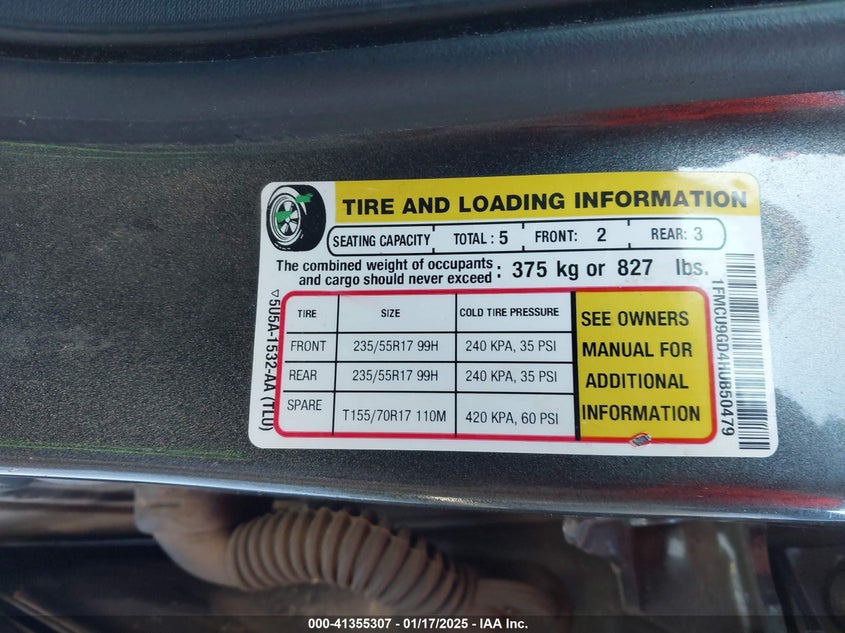 TIRE AND LOADING INFORMATION
SEATING CAPACITY TOTAL : 5 FRONT: 2 REAR: 3
The combined weight of occupants
and cargo should never exceed : 375 kg or 827 lbs.
TIRE SIZE COLD TIRE PRESSURE
FRONT 235/55R17 99H 240 KPA, 35 PSI
REAR 235/55R17 99H 240 KPA, 35 PSI
SPARE T155/70R17 110M 420 KPA, 60 PSI
SEE OWNERS
MANUAL FOR
ADDITIONAL
INFORMATION
▽5U5A-1532-AA (TLU)
1FMCU9GD4HUB50479
000-41355307 - 01/17/2025 - IAA Inc.